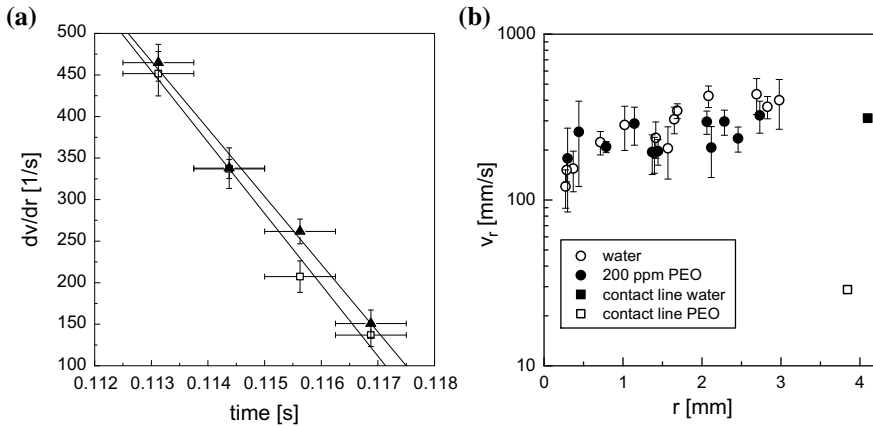 (a)
500
450
400
350
300
250
200
150
100
dv/dr [1/s]
0.112 0.113 0.114 0.115 0.116 0.117 0.118
time [s]
(b)
1000
100
10
v_r [mm/s]
water
200 ppm PEO
contact line water
contact line PEO
0 1 2 3 4
r [mm]